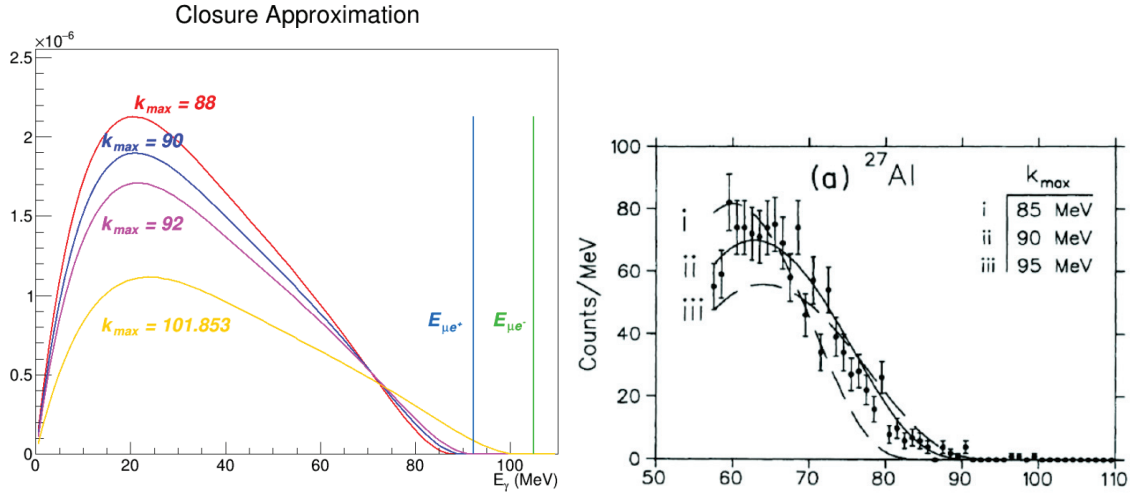 Closure Approximation
×10⁻⁶
2.5
2
1.5
1
0.5
0
k_max = 88
k_max = 90
k_max = 92
k_max = 101.853
E_μe⁺
E_μe⁻
0 20 40 60 80 100
E_γ (MeV)
(a) ²⁷Al
k_max
i 85 MeV
ii 90 MeV
iii 95 MeV
i
ii
iii
Counts/MeV
100
80
60
40
20
0
50 60 70 80 90 100 110